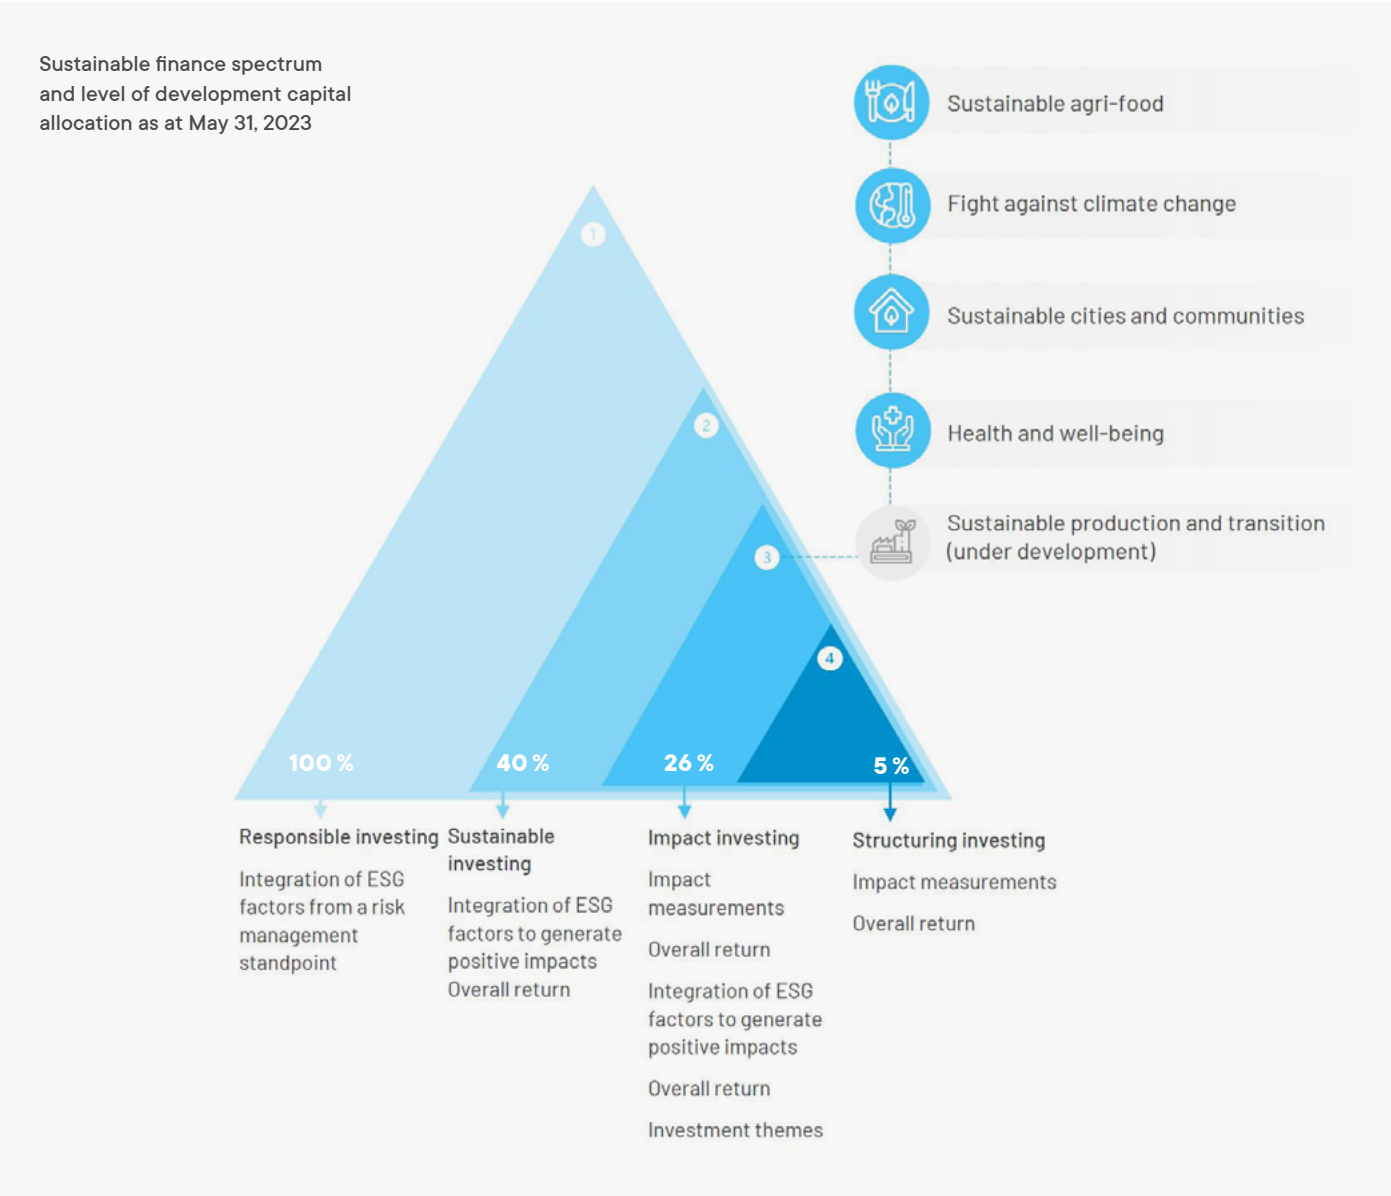 Sustainable finance spectrum
and level of development capital
allocation as at May 31, 2023
Sustainable agri-food
Fight against climate change
Sustainable cities and communities
Health and well-being
Sustainable production and transition
(under development)
1
2
3
4
100 %
40 %
26 %
5 %
Responsible investing
Integration of ESG
factors from a risk
management
standpoint
Sustainable
investing
Integration of ESG
factors to generate
positive impacts
Overall return
Impact investing
Impact
measurements
Overall return
Integration of ESG
factors to generate
positive impacts
Overall return
Investment themes
Structuring investing
Impact measurements
Overall return